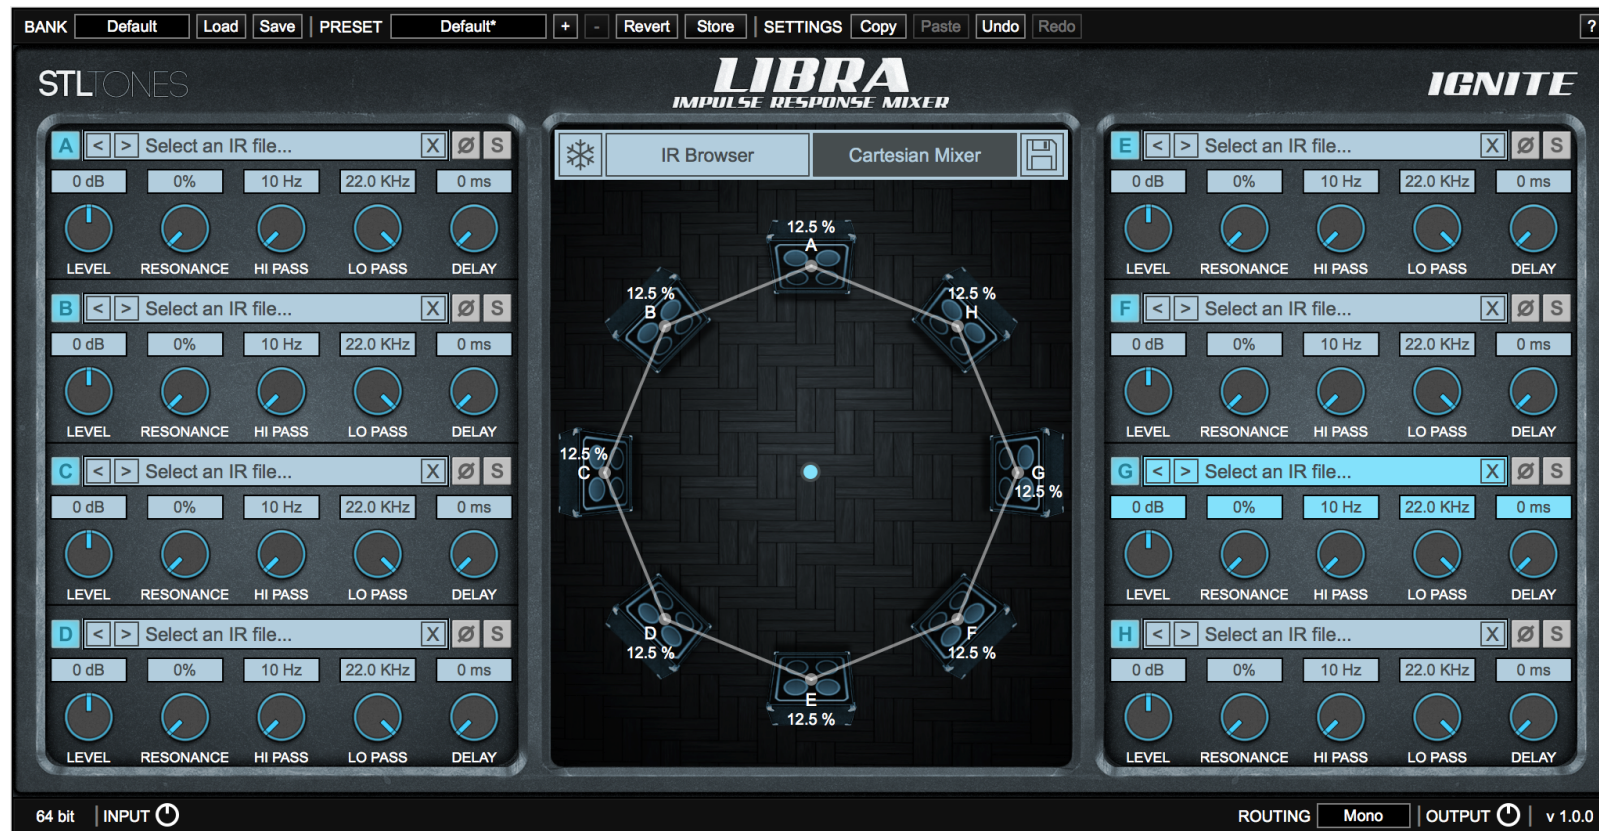 BANK Default Load Save PRESET Default* + - Revert Store SETTINGS Copy Paste Undo Redo ?
STLTONES
LIBRA
IMPULSE RESPONSE MIXER
IGNITE
A < > Select an IR file... X Ø S
0 dB 0% 10 Hz 22.0 KHz 0 ms
LEVEL RESONANCE HI PASS LO PASS DELAY
B < > Select an IR file... X Ø S
0 dB 0% 10 Hz 22.0 KHz 0 ms
LEVEL RESONANCE HI PASS LO PASS DELAY
C < > Select an IR file... X Ø S
0 dB 0% 10 Hz 22.0 KHz 0 ms
LEVEL RESONANCE HI PASS LO PASS DELAY
D < > Select an IR file... X Ø S
0 dB 0% 10 Hz 22.0 KHz 0 ms
LEVEL RESONANCE HI PASS LO PASS DELAY
IR Browser Cartesian Mixer
12.5 %
A
12.5 %
B
12.5 %
H
12.5 %
C
G
12.5 %
D
12.5 %
F
12.5 %
E
12.5 %
E < > Select an IR file... X Ø S
0 dB 0% 10 Hz 22.0 KHz 0 ms
LEVEL RESONANCE HI PASS LO PASS DELAY
F < > Select an IR file... X Ø S
0 dB 0% 10 Hz 22.0 KHz 0 ms
LEVEL RESONANCE HI PASS LO PASS DELAY
G < > Select an IR file... X Ø S
0 dB 0% 10 Hz 22.0 KHz 0 ms
LEVEL RESONANCE HI PASS LO PASS DELAY
H < > Select an IR file... X Ø S
0 dB 0% 10 Hz 22.0 KHz 0 ms
LEVEL RESONANCE HI PASS LO PASS DELAY
64 bit INPUT ROUTING Mono OUTPUT v 1.0.0